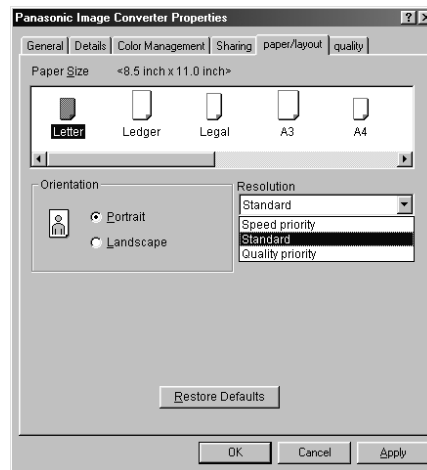 Panasonic Image Converter Properties
General Details Color Management Sharing paper/layout quality
Paper Size <8.5 inch x 11.0 inch>
Letter Ledger Legal A3 A4
Orientation
Portrait
Landscape
Resolution
Standard
Speed priority
Standard
Quality priority
Restore Defaults
OK Cancel Apply